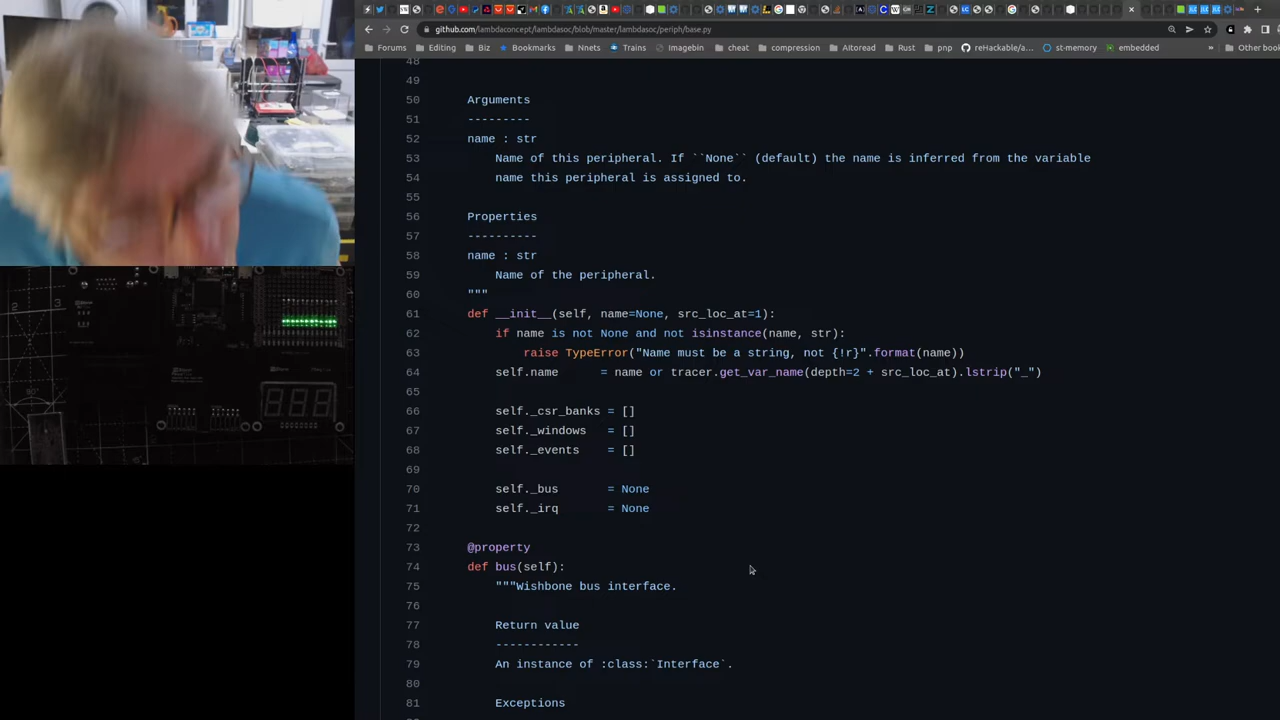 github.com/lambdaconcept/lambdasoc/blob/master/lambdasoc/periph/base.py
Forums Editing Biz Bookmarks Nnets Trains Imagebin cheat compression AItoread Rust pnp reHackable/a... st-memory embedded » Other book
48
49
50 Arguments
51 ---------
52 name : str
53 Name of this peripheral. If ``None`` (default) the name is inferred from the variable
54 name this peripheral is assigned to.
55
56 Properties
57 ----------
58 name : str
59 Name of the peripheral.
60 """
61 def __init__(self, name=None, src_loc_at=1):
62 if name is not None and not isinstance(name, str):
63 raise TypeError("Name must be a string, not {!r}".format(name))
64 self.name = name or tracer.get_var_name(depth=2 + src_loc_at).lstrip("_")
65
66 self._csr_banks = []
67 self._windows = []
68 self._events = []
69
70 self._bus = None
71 self._irq = None
72
73 @property
74 def bus(self):
75 """Wishbone bus interface.
76
77 Return value
78 ------------
79 An instance of :class:`Interface`.
80
81 Exceptions
2
3